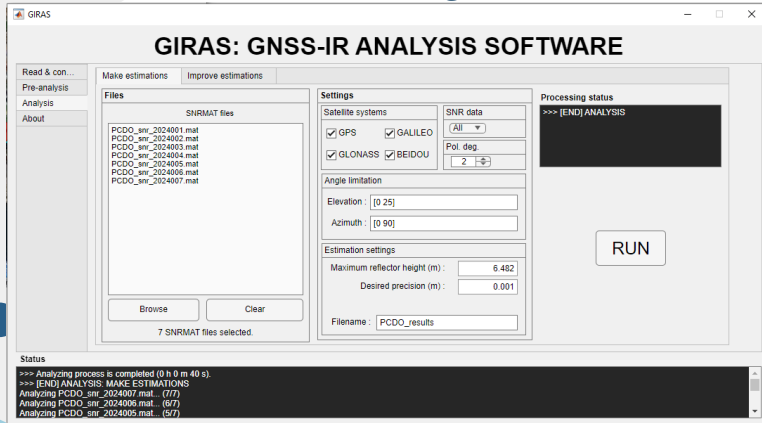 GIRAS
GIRAS: GNSS-IR ANALYSIS SOFTWARE
Read & con...
Pre-analysis
Analysis
About
Make estimations
Improve estimations
Files
SNRMAT files
PCDO_snr_2024001.mat
PCDO_snr_2024002.mat
PCDO_snr_2024003.mat
PCDO_snr_2024004.mat
PCDO_snr_2024005.mat
PCDO_snr_2024006.mat
PCDO_snr_2024007.mat
Browse
Clear
7 SNRMAT files selected.
Settings
Satellite systems
GPS
GALILEO
GLONASS
BEIDOU
SNR data
All
Pol. deg.
2
Angle limitation
Elevation : [0 25]
Azimuth : [0 90]
Estimation settings
Maximum reflector height (m) : 6.482
Desired precision (m) : 0.001
Filename : PCDO_results
Processing status
>>> [END] ANALYSIS
RUN
Status
>>> Analyzing process is completed (0 h 0 m 40 s).
>>> [END] ANALYSIS: MAKE ESTIMATIONS
Analyzing PCDO_snr_2024007.mat... (7/7)
Analyzing PCDO_snr_2024006.mat... (6/7)
Analyzing PCDO_snr_2024005.mat... (5/7)